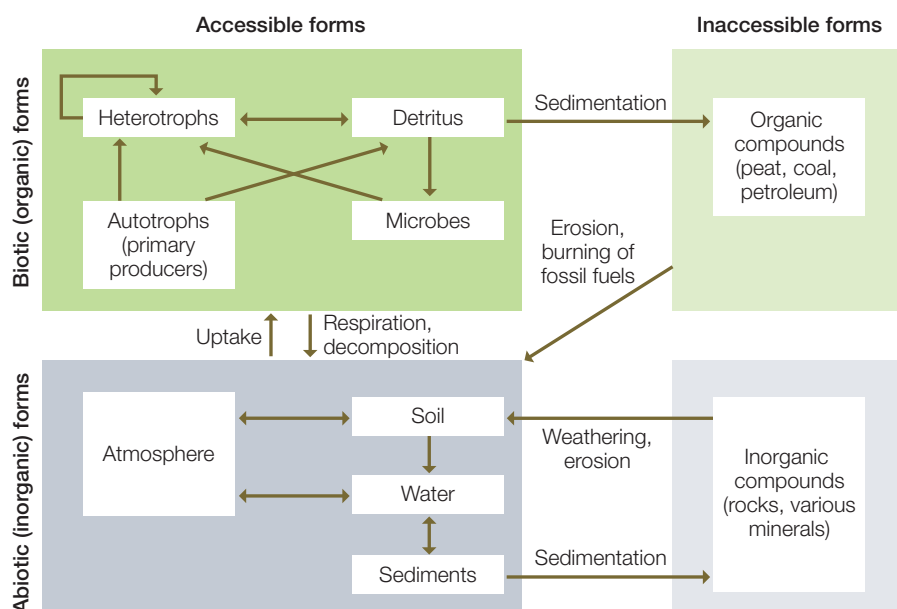 Accessible forms
Inaccessible forms
Biotic (organic) forms
Heterotrophs
Detritus
Sedimentation
Organic
compounds
(peat, coal,
petroleum)
Autotrophs
(primary
producers)
Microbes
Erosion,
burning of
fossil fuels
Uptake
Respiration,
decomposition
Abiotic (inorganic) forms
Atmosphere
Soil
Weathering,
erosion
Water
Inorganic
compounds
(rocks, various
minerals)
Sediments
Sedimentation